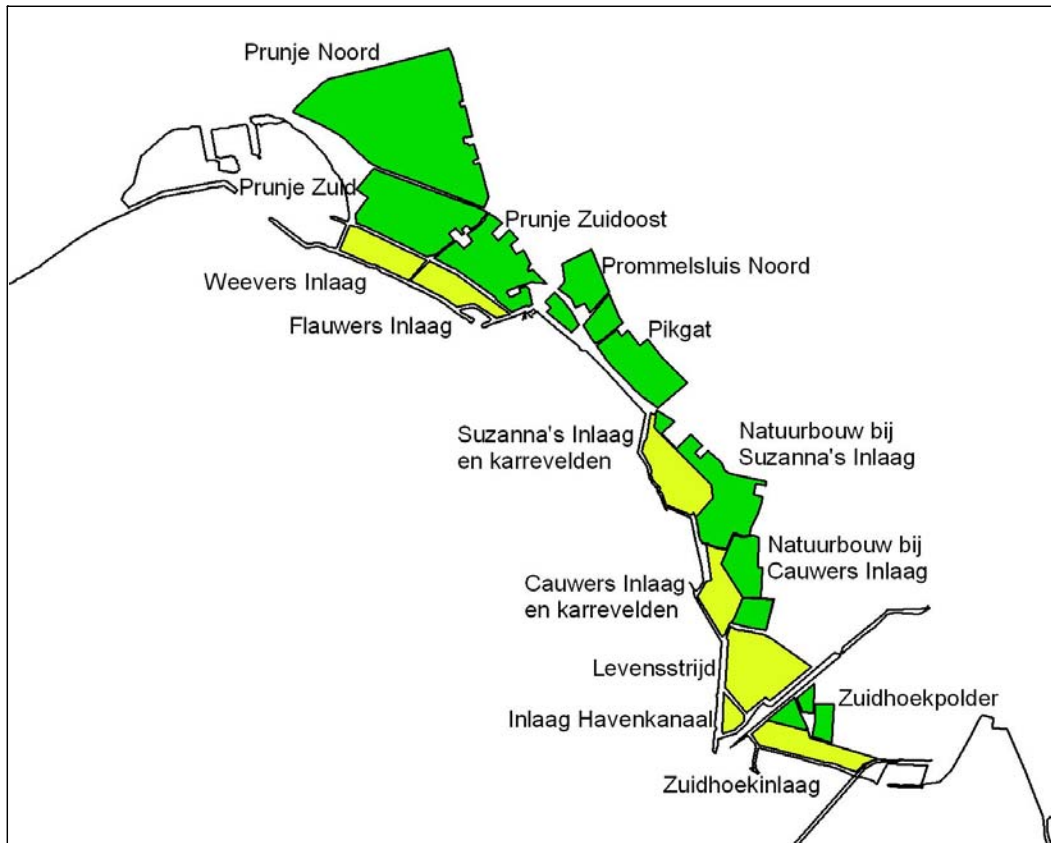 Prunje Noord
Prunje Zuid
Prunje Zuidoost
Prommelsluis Noord
Weevers Inlaag
Flauwers Inlaag
Pikgat
Suzanna's Inlaag
en karrevelden
Natuurbouw bij
Suzanna's Inlaag
Natuurbouw bij
Cauwers Inlaag
Cauwers Inlaag
en karrevelden
Levensstrijd
Zuidhoekpolder
Inlaag Havenkanaal
Zuidhoekinlaag